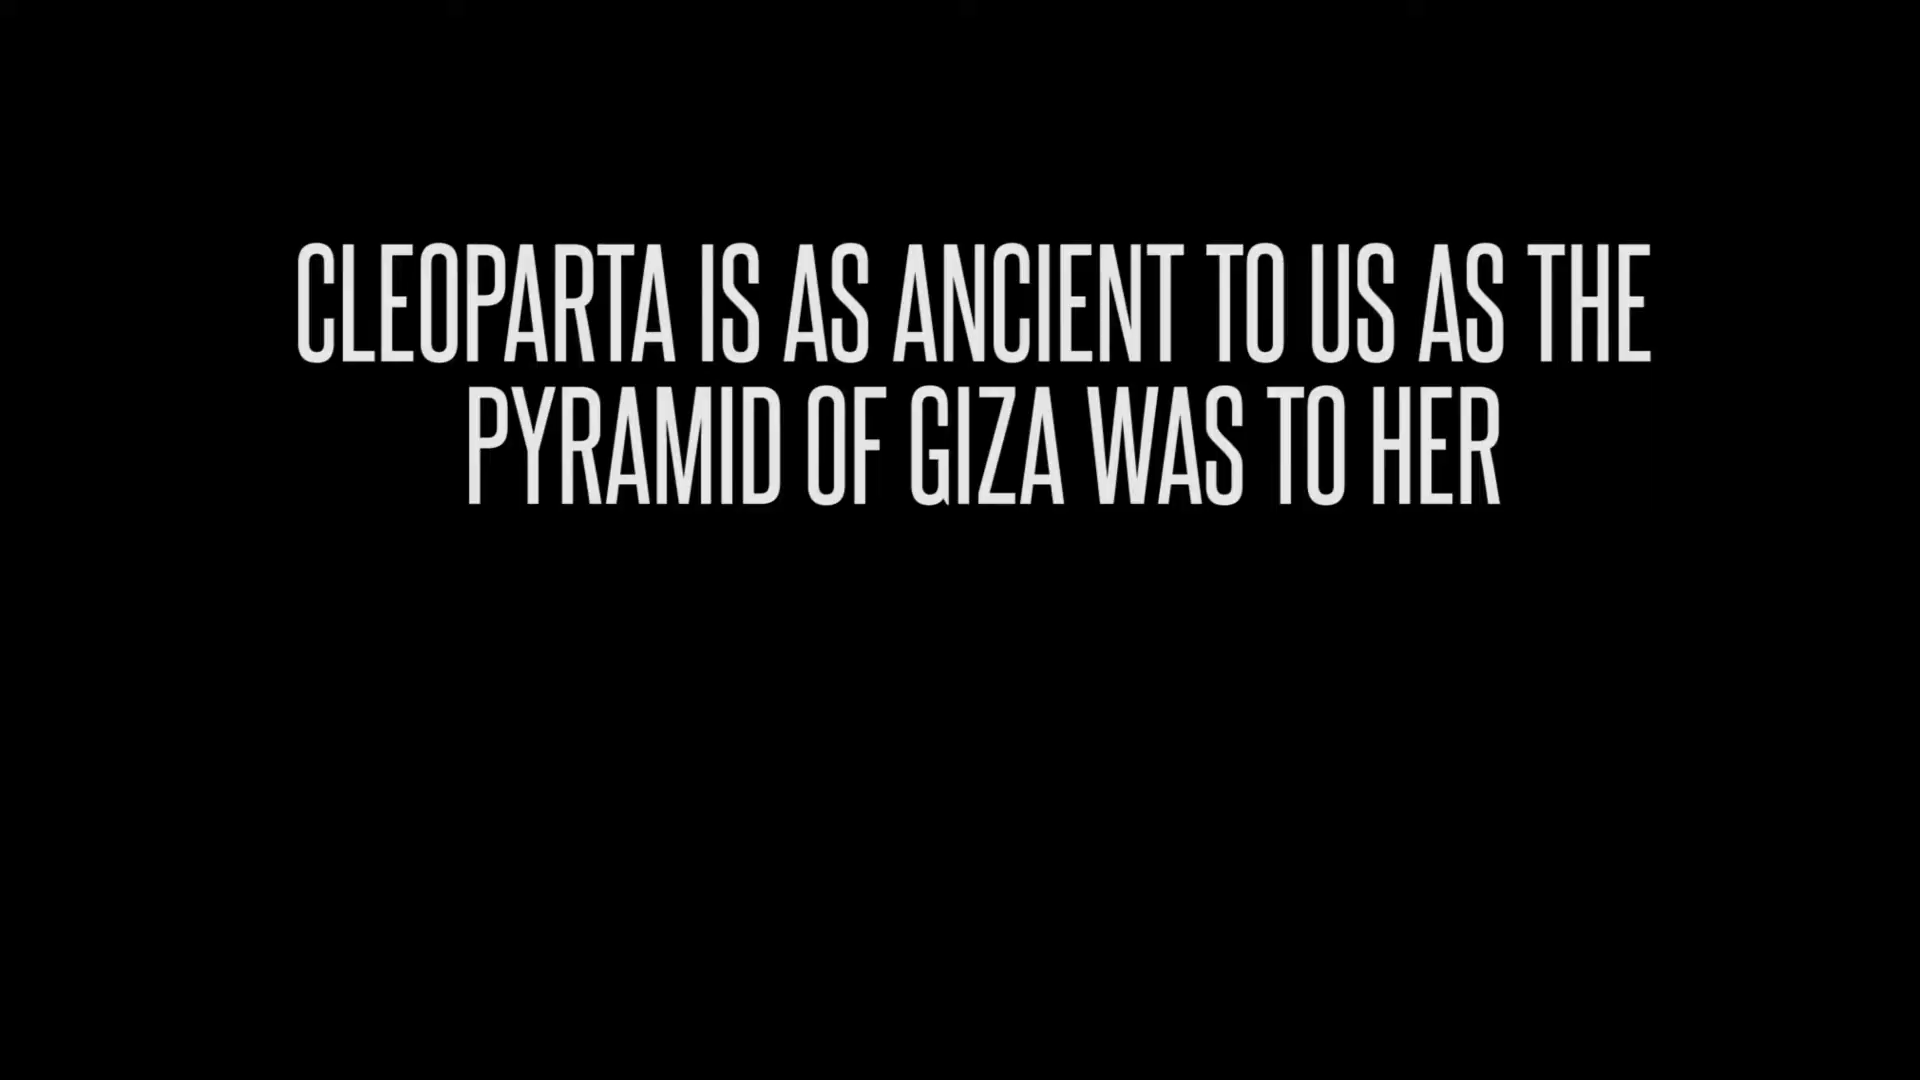 CLEOPARTA IS AS ANCIENT TO US AS THE
PYRAMID OF GIZA WAS TO HER